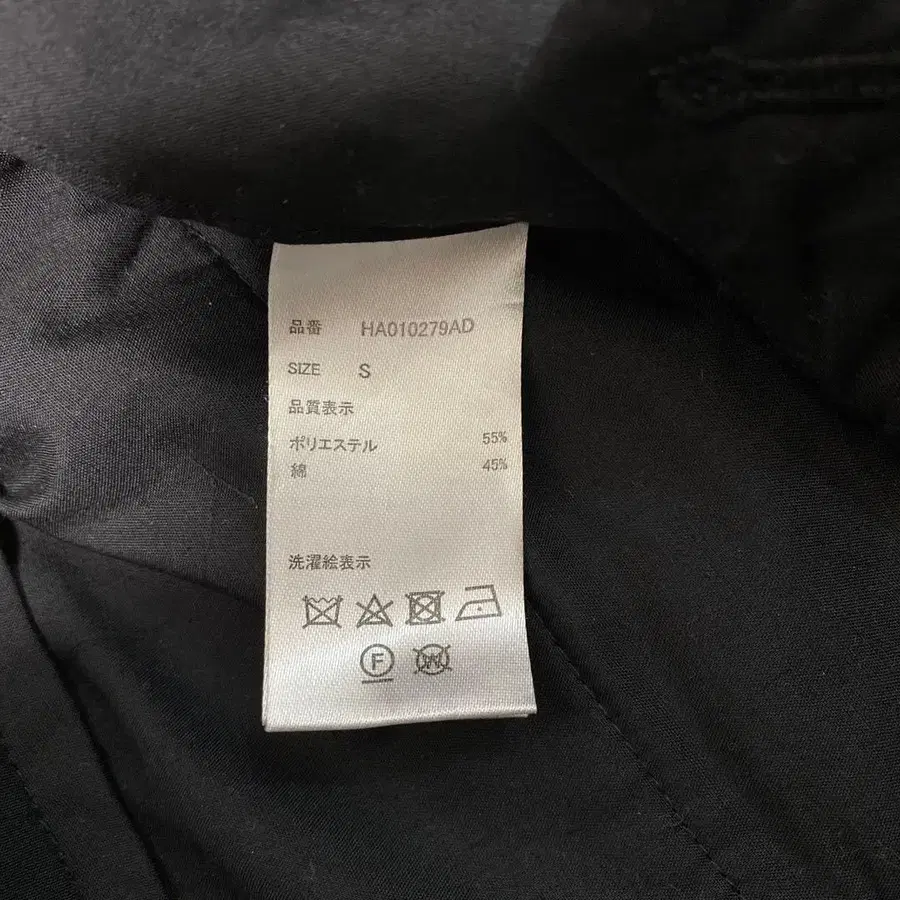 品番 HA010279AD
SIZE S
品質表示
ポリエステル 55%
綿 45%
洗濯絵表示
F
W